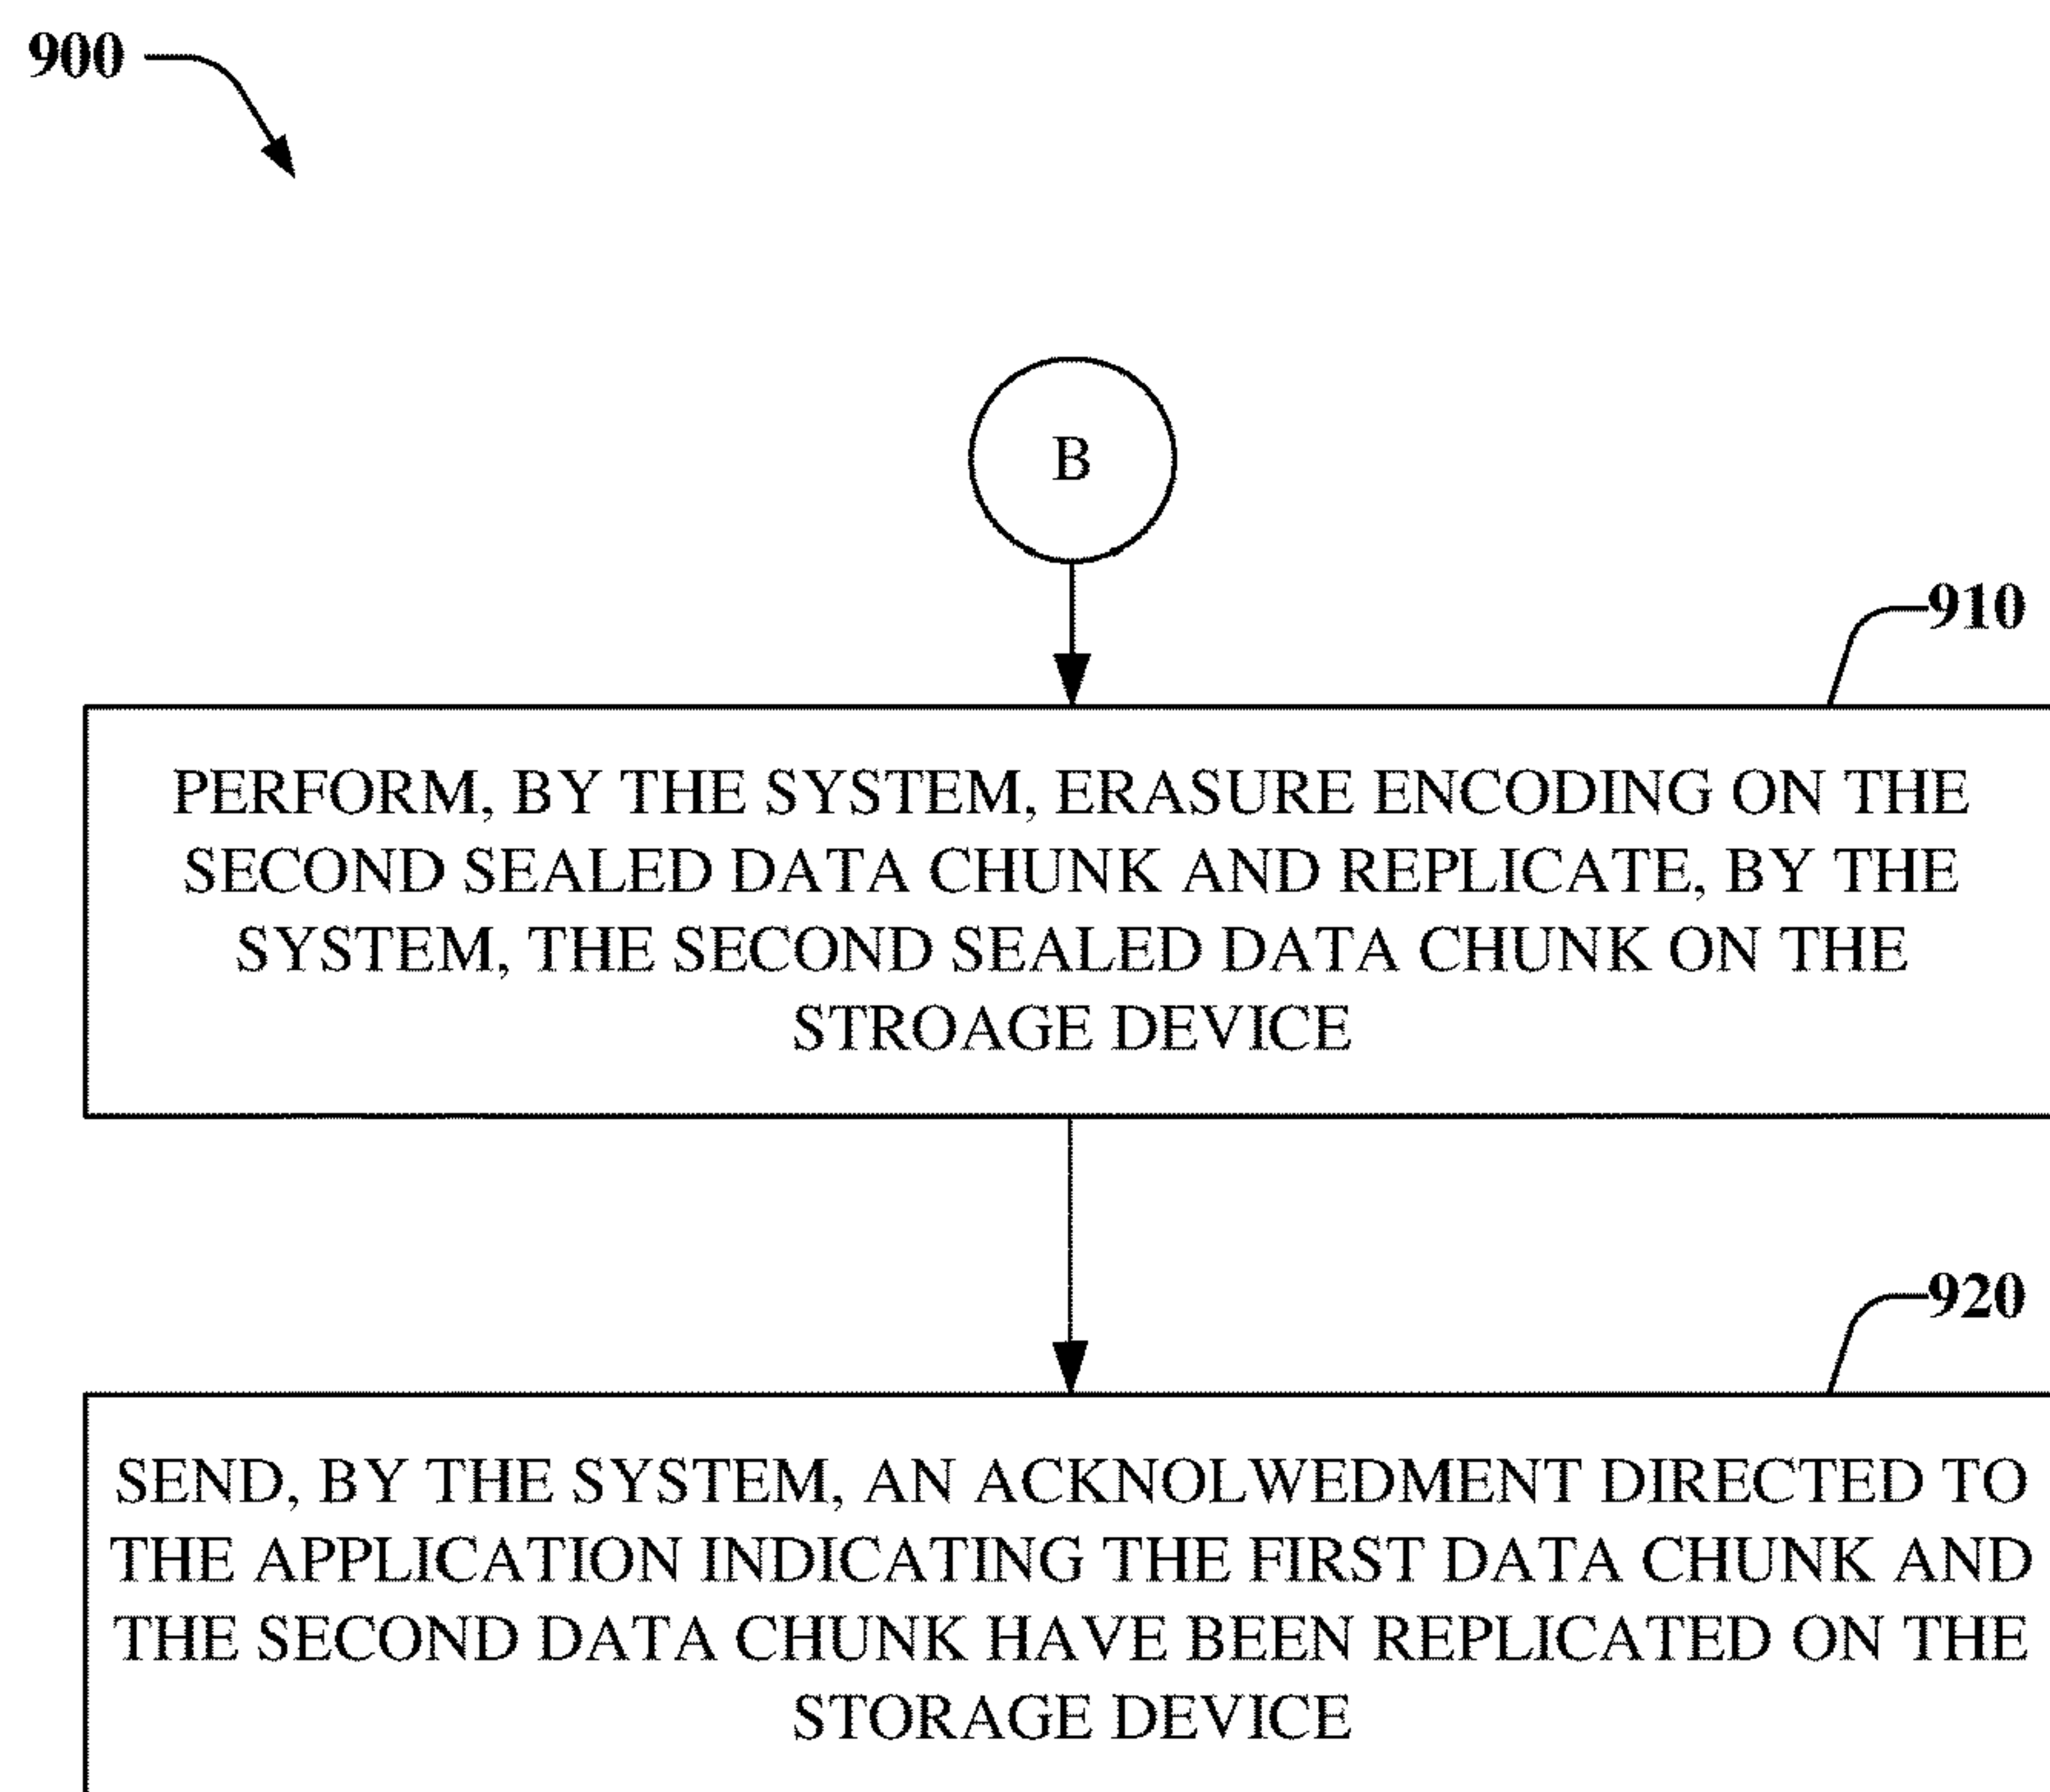 900
B
910
PERFORM, BY THE SYSTEM, ERASURE ENCODING ON THE
SECOND SEALED DATA CHUNK AND REPLICATE, BY THE
SYSTEM, THE SECOND SEALED DATA CHUNK ON THE
STROAGE DEVICE
920
SEND, BY THE SYSTEM, AN ACKNOLWEDMENT DIRECTED TO
THE APPLICATION INDICATING THE FIRST DATA CHUNK AND
THE SECOND DATA CHUNK HAVE BEEN REPLICATED ON THE
STORAGE DEVICE